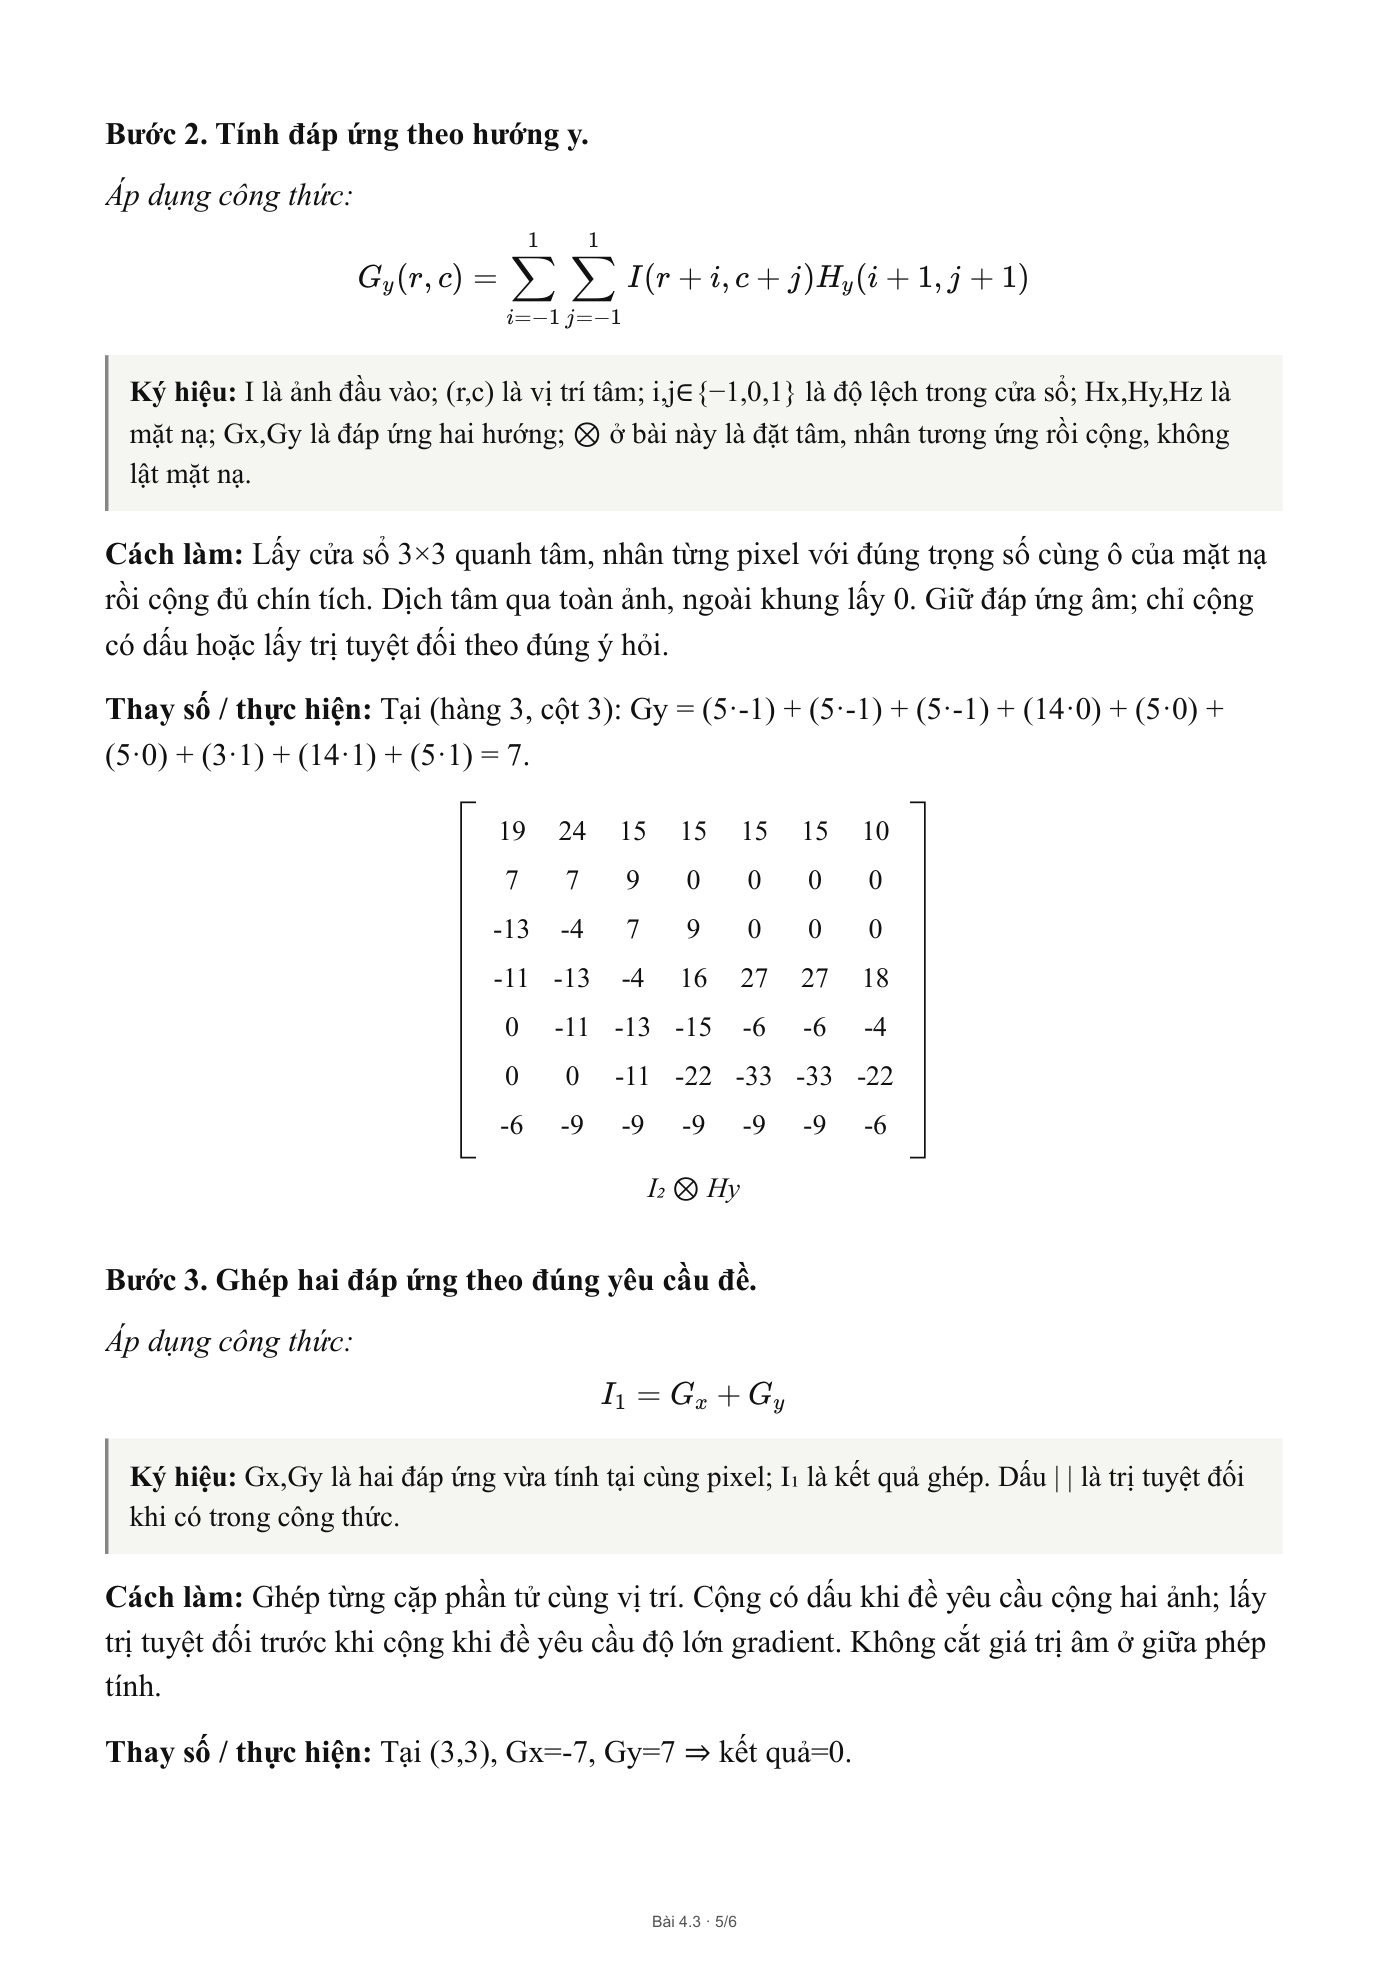 Bước 2. Tính đáp ứng theo hướng y.
Áp dụng công thức:
G_y(r, c) = \sum_{i=-1}^{1} \sum_{j=-1}^{1} I(r + i, c + j)H_y(i + 1, j + 1)
Ký hiệu: I là ảnh đầu vào; (r,c) là vị trí tâm; i,j∈{−1,0,1} là độ lệch trong cửa sổ; Hx,Hy,Hz là
mặt nạ; Gx,Gy là đáp ứng hai hướng; ⊗ ở bài này là đặt tâm, nhân tương ứng rồi cộng, không
lật mặt nạ.
Cách làm: Lấy cửa sổ 3×3 quanh tâm, nhân từng pixel với đúng trọng số cùng ô của mặt nạ
rồi cộng đủ chín tích. Dịch tâm qua toàn ảnh, ngoài khung lấy 0. Giữ đáp ứng âm; chỉ cộng
có dấu hoặc lấy trị tuyệt đối theo đúng ý hỏi.
Thay số / thực hiện: Tại (hàng 3, cột 3): Gy = (5·-1) + (5·-1) + (5·-1) + (14·0) + (5·0) +
(5·0) + (3·1) + (14·1) + (5·1) = 7.
19 24 15 15 15 15 10
7 7 9 0 0 0 0
-13 -4 7 9 0 0 0
-11 -13 -4 16 27 27 18
0 -11 -13 -15 -6 -6 -4
0 0 -11 -22 -33 -33 -22
-6 -9 -9 -9 -9 -9 -6
I₂ ⊗ Hy
Bước 3. Ghép hai đáp ứng theo đúng yêu cầu đề.
Áp dụng công thức:
I_1 = G_x + G_y
Ký hiệu: Gx,Gy là hai đáp ứng vừa tính tại cùng pixel; I₁ là kết quả ghép. Dấu | | là trị tuyệt đối
khi có trong công thức.
Cách làm: Ghép từng cặp phần tử cùng vị trí. Cộng có dấu khi đề yêu cầu cộng hai ảnh; lấy
trị tuyệt đối trước khi cộng khi đề yêu cầu độ lớn gradient. Không cắt giá trị âm ở giữa phép
tính.
Thay số / thực hiện: Tại (3,3), Gx=-7, Gy=7 ⇒ kết quả=0.
Bài 4.3 · 5/6